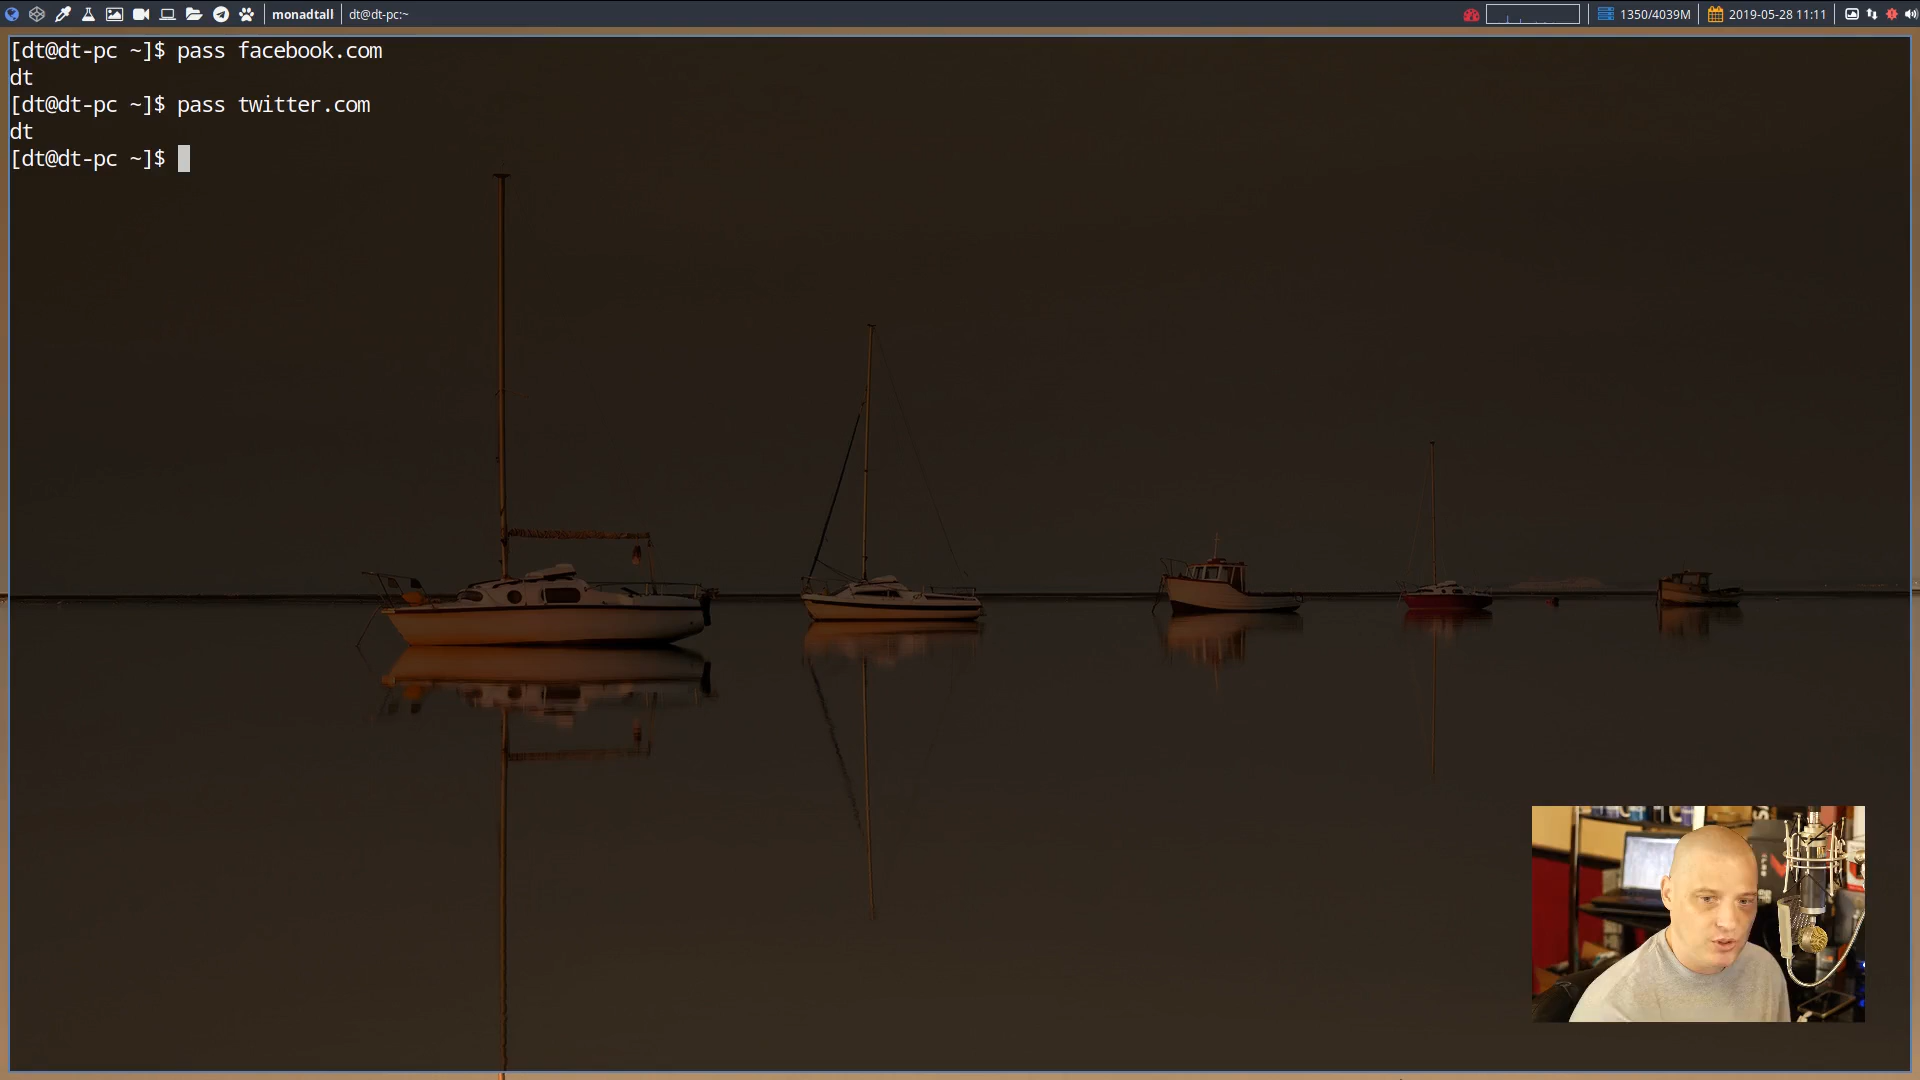 monadtall
dt@dt-pc:~
1350/4039M
2019-05-28 11:11
[dt@dt-pc ~]$ pass facebook.com
dt
[dt@dt-pc ~]$ pass twitter.com
dt
[dt@dt-pc ~]$